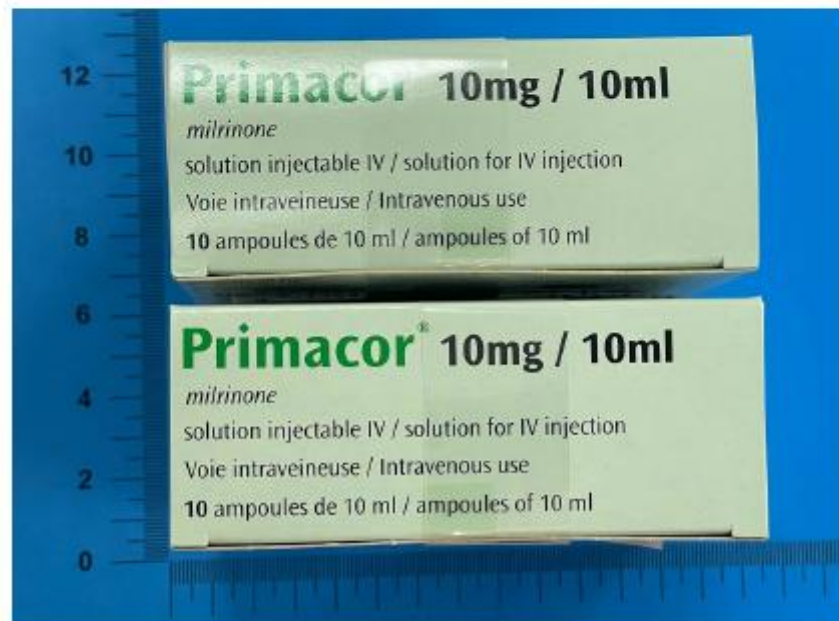 12
10
8
6
4
2
0
Primacor 10mg / 10ml
milrinone
solution injectable IV / solution for IV injection
Voie intraveineuse / Intravenous use
10 ampoules de 10 ml / ampoules of 10 ml
Primacor® 10mg / 10ml
milrinone
solution injectable IV / solution for IV injection
Voie intraveineuse / Intravenous use
10 ampoules de 10 ml / ampoules of 10 ml